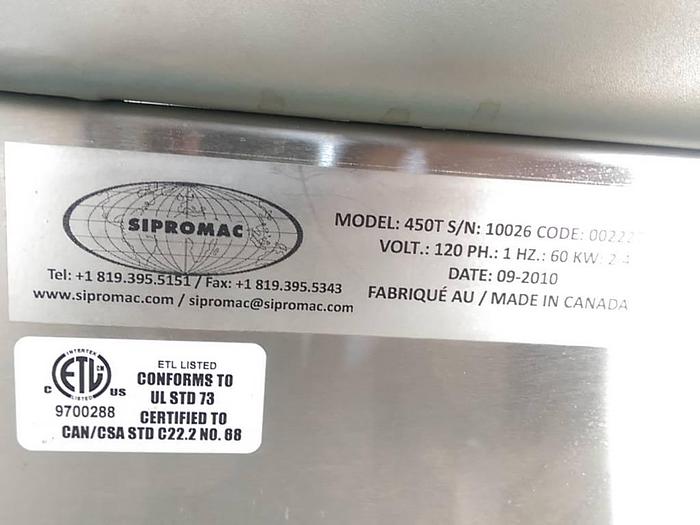 SIPROMAC
Tel: +1 819.395.5151 / Fax: +1 819.395.5343
www.sipromac.com / sipromac@sipromac.com
MODEL: 450T S/N: 10026 CODE:
VOLT.: 120 PH.: 1 HZ.: 60 KW:
DATE: 09-2010
FABRIQUÉ AU / MADE IN CANADA
INTERTEK
ETL CM
LISTED
C US
9700288
ETL LISTED
CONFORMS TO
UL STD 73
CERTIFIED TO
CAN/CSA STD C22.2 NO. 68